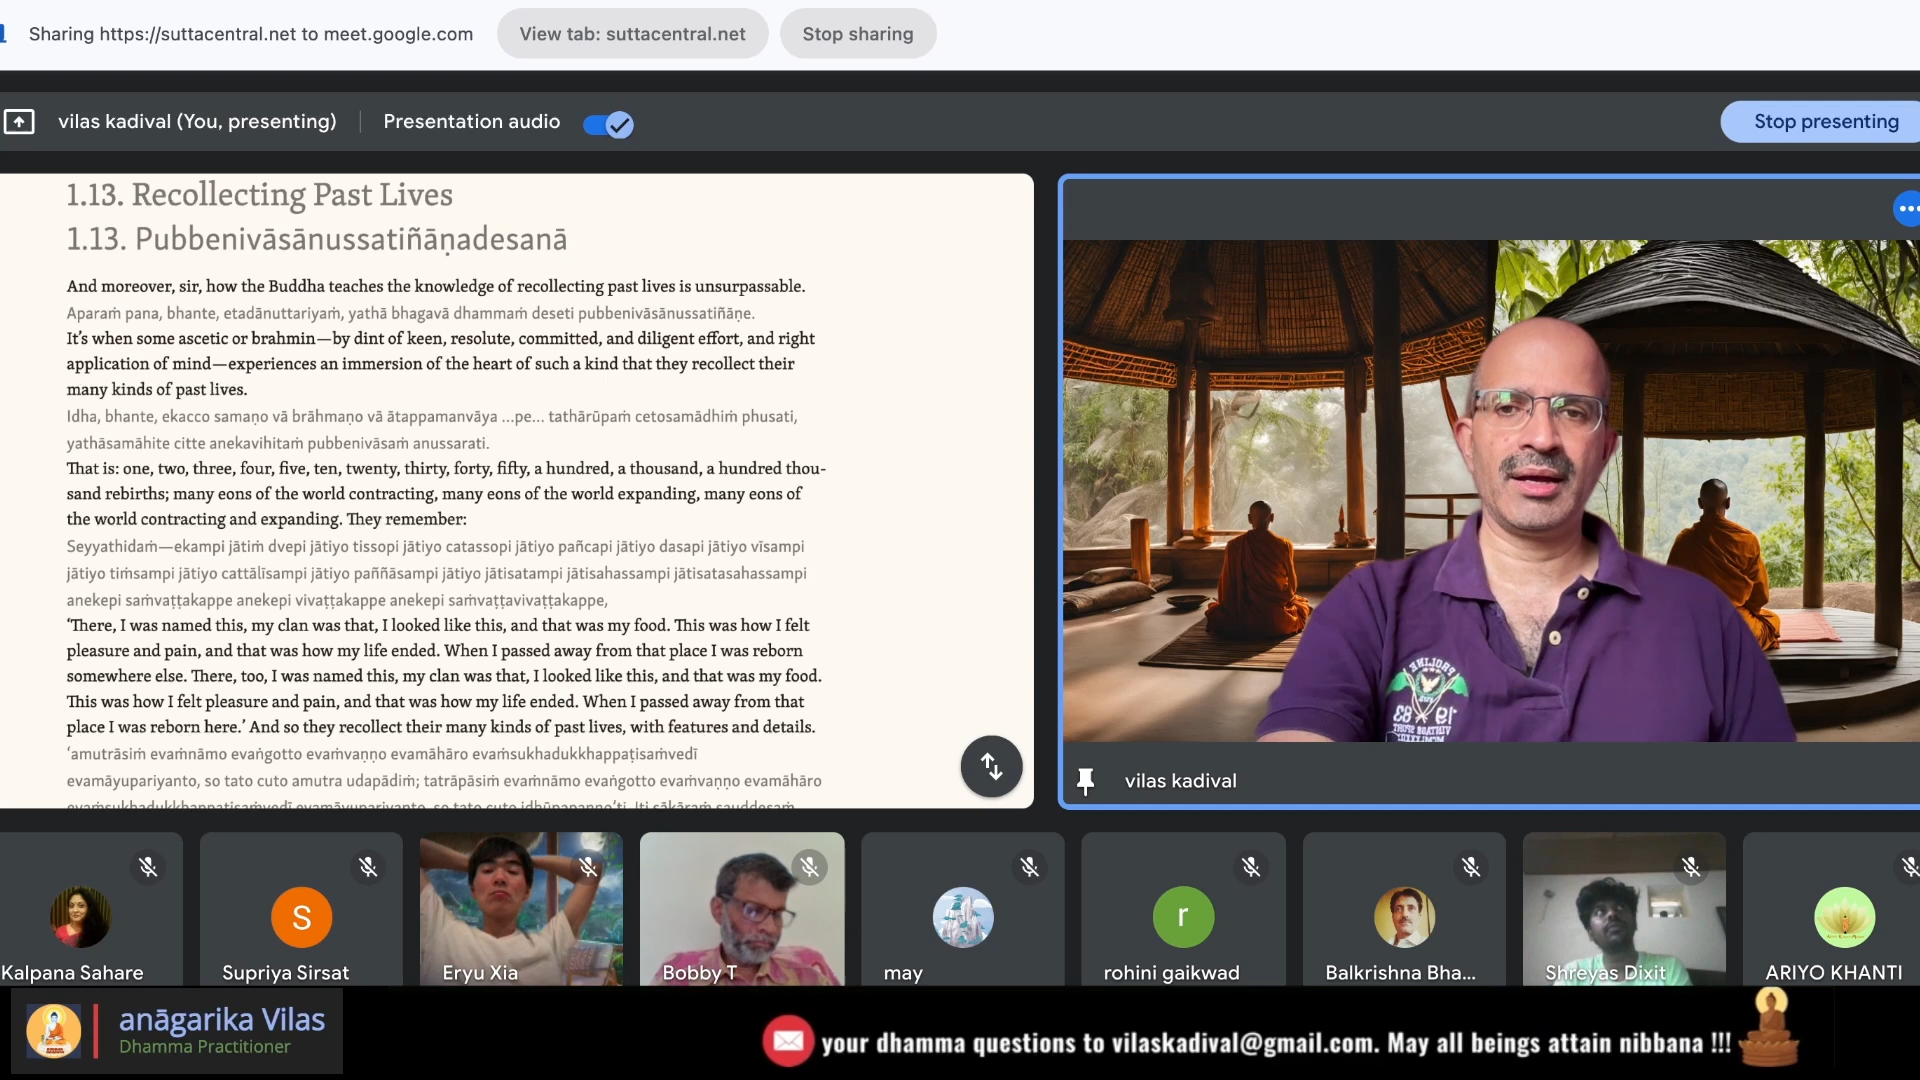 Sharing https://suttacentral.net to meet.google.com
View tab: suttacentral.net
Stop sharing
vilas kadival (You, presenting)
Presentation audio
Stop presenting
1.13. Recollecting Past Lives
1.13. Pubbenivāsānussatiñāṇadesanā
And moreover, sir, how the Buddha teaches the knowledge of recollecting past lives is unsurpassable.
Aparaṁ pana, bhante, etadānuttariyaṁ, yathā bhagavā dhammaṁ deseti pubbenivāsānussatiñāṇe.
It’s when some ascetic or brahmin—by dint of keen, resolute, committed, and diligent effort, and right
application of mind—experiences an immersion of the heart of such a kind that they recollect their
many kinds of past lives.
Idha, bhante, ekacco samaṇo vā brāhmaṇo vā ātappamanvāya …pe… tathārūpaṁ cetosamādhiṁ phusati,
yathāsamāhite citte anekavihitaṁ pubbenivāsaṁ anussarati.
That is: one, two, three, four, five, ten, twenty, thirty, forty, fifty, a hundred, a thousand, a hundred thou-
sand rebirths; many eons of the world contracting, many eons of the world expanding, many eons of
the world contracting and expanding. They remember:
Seyyathidaṁ—ekampi jātiṁ dvepi jātiyo tissopi jātiyo catassopi jātiyo pañcapi jātiyo dasapi jātiyo vīsampi
jātiyo tiṁsampi jātiyo cattālīsampi jātiyo paññāsampi jātiyo jātisatampi jātisahassampi jātisatasahassampi
anekepi saṁvaṭṭakappe anekepi vivaṭṭakappe anekepi saṁvaṭṭavivaṭṭakappe,
‘There, I was named this, my clan was that, I looked like this, and that was my food. This was how I felt
pleasure and pain, and that was how my life ended. When I passed away from that place I was reborn
somewhere else. There, too, I was named this, my clan was that, I looked like this, and that was my food.
This was how I felt pleasure and pain, and that was how my life ended. When I passed away from that
place I was reborn here.’ And so they recollect their many kinds of past lives, with features and details.
‘amutrāsiṁ evaṁnāmo evaṅgotto evaṁvaṇṇo evamāhāro evaṁsukhadukkhappaṭisaṁvedī
evamāyupariyanto, so tato cuto amutra udapādiṁ; tatrāpāsiṁ evaṁnāmo evaṅgotto evaṁvaṇṇo evamāhāro
vilas kadival
S
r
Kalpana Sahare
Supriya Sirsat
Eryu Xia
Bobby T
may
rohini gaikwad
Balkrishna Bha...
Shreyas Dixit
ARIYO KHANTI
anāgarika Vilas
Dhamma Practitioner
your dhamma questions to vilaskadival@gmail.com. May all beings attain nibbana !!!